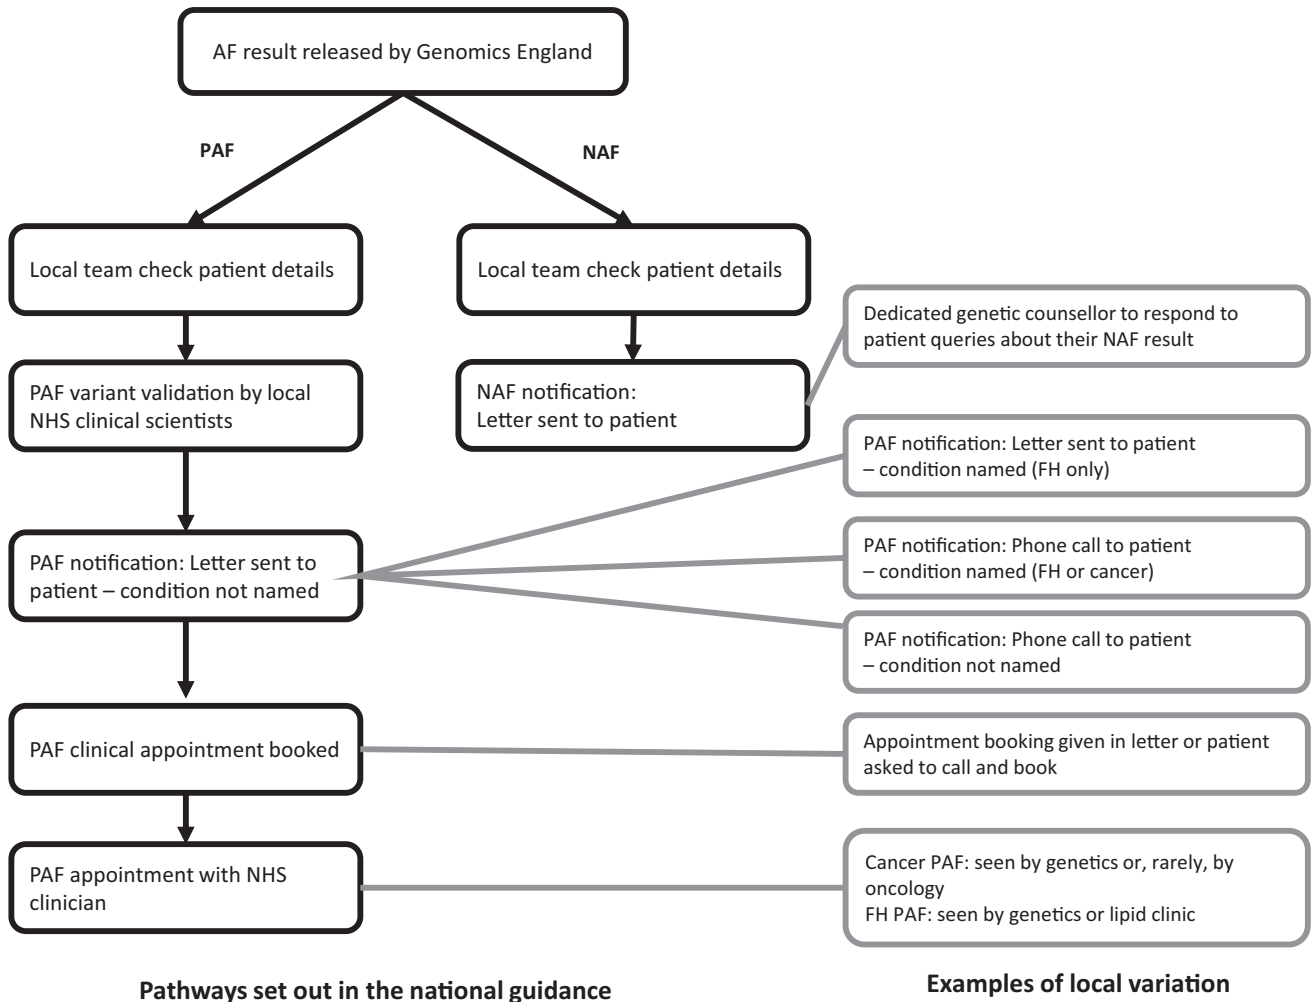 AF result released by Genomics England
PAF
NAF
Local team check patient details
Local team check patient details
PAF variant validation by local
NHS clinical scientists
NAF notification:
Letter sent to patient
PAF notification: Letter sent to
patient – condition not named
PAF clinical appointment booked
PAF appointment with NHS
clinician
Pathways set out in the national guidance
Dedicated genetic counsellor to respond to
patient queries about their NAF result
PAF notification: Letter sent to patient
– condition named (FH only)
PAF notification: Phone call to patient
– condition named (FH or cancer)
PAF notification: Phone call to patient
– condition not named
Appointment booking given in letter or patient
asked to call and book
Cancer PAF: seen by genetics or, rarely, by
oncology
FH PAF: seen by genetics or lipid clinic
Examples of local variation